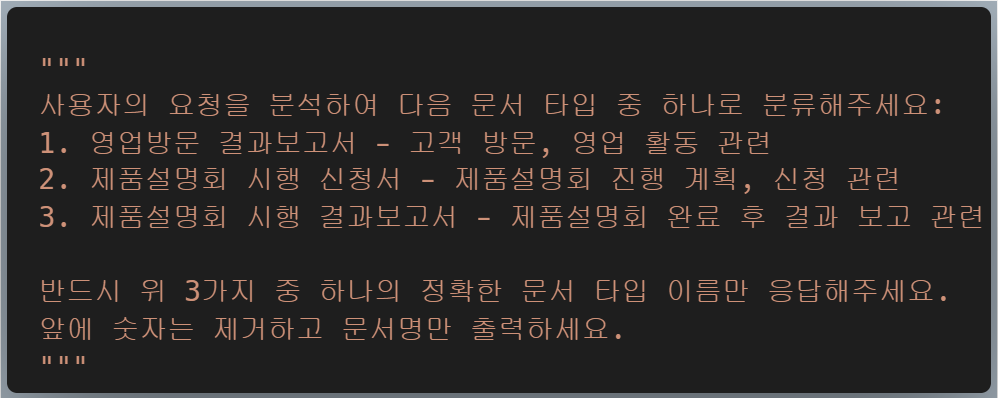 """
사용자의 요청을 분석하여 다음 문서 타입 중 하나로 분류해주세요:
1. 영업방문 결과보고서 - 고객 방문, 영업 활동 관련
2. 제품설명회 시행 신청서 - 제품설명회 진행 계획, 신청 관련
3. 제품설명회 시행 결과보고서 - 제품설명회 완료 후 결과 보고 관련
반드시 위 3가지 중 하나의 정확한 문서 타입 이름만 응답해주세요.
앞에 숫자는 제거하고 문서명만 출력하세요.
"""